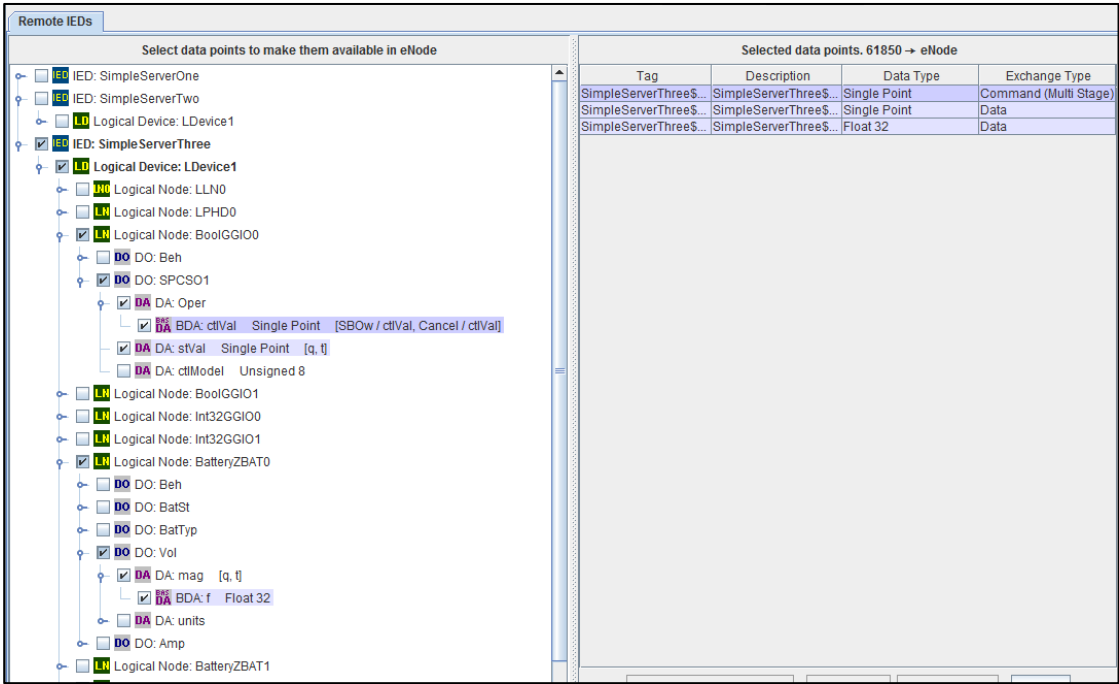 Remote IEDs
Select data points to make them available in eNode
IED IED: SimpleServerOne
IED IED: SimpleServerTwo
LD Logical Device: LDevice1
IED IED: SimpleServerThree
LD Logical Device: LDevice1
LN0 Logical Node: LLN0
LN Logical Node: LPHD0
LN Logical Node: BoolGGIO0
DO DO: Beh
DO DO: SPCSO1
DA DA: Oper
BAS DA BDA: ctlVal Single Point [SBOw / ctlVal, Cancel / ctlVal]
DA DA: stVal Single Point [q, t]
DA DA: ctlModel Unsigned 8
LN Logical Node: BoolGGIO1
LN Logical Node: Int32GGIO0
LN Logical Node: Int32GGIO1
LN Logical Node: BatteryZBAT0
DO DO: Beh
DO DO: BatSt
DO DO: BatTyp
DO DO: Vol
DA DA: mag [q, t]
BAS DA BDA: f Float 32
DA DA: units
DO DO: Amp
LN Logical Node: BatteryZBAT1
Selected data points. 61850 → eNode
Tag Description Data Type Exchange Type
SimpleServerThree$... SimpleServerThree$... Single Point Command (Multi Stage)
SimpleServerThree$... SimpleServerThree$... Single Point Data
SimpleServerThree$... SimpleServerThree$... Float 32 Data